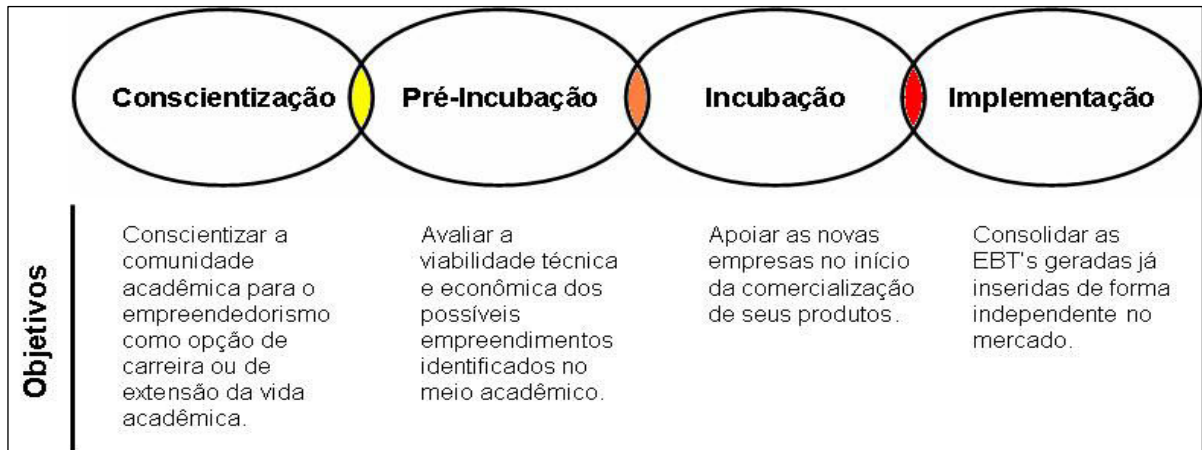 Conscientização
Pré-Incubação
Incubação
Implementação
Objetivos
Conscientizar a
comunidade
acadêmica para o
empreendedorismo
como opção de
carreira ou de
extensão da vida
acadêmica.
Avaliar a
viabilidade técnica
e econômica dos
possíveis
empreendimentos
identificados no
meio acadêmico.
Apoiar as novas
empresas no início
da comercialização
de seus produtos.
Consolidar as
EBT's geradas já
inseridas de forma
independente no
mercado.